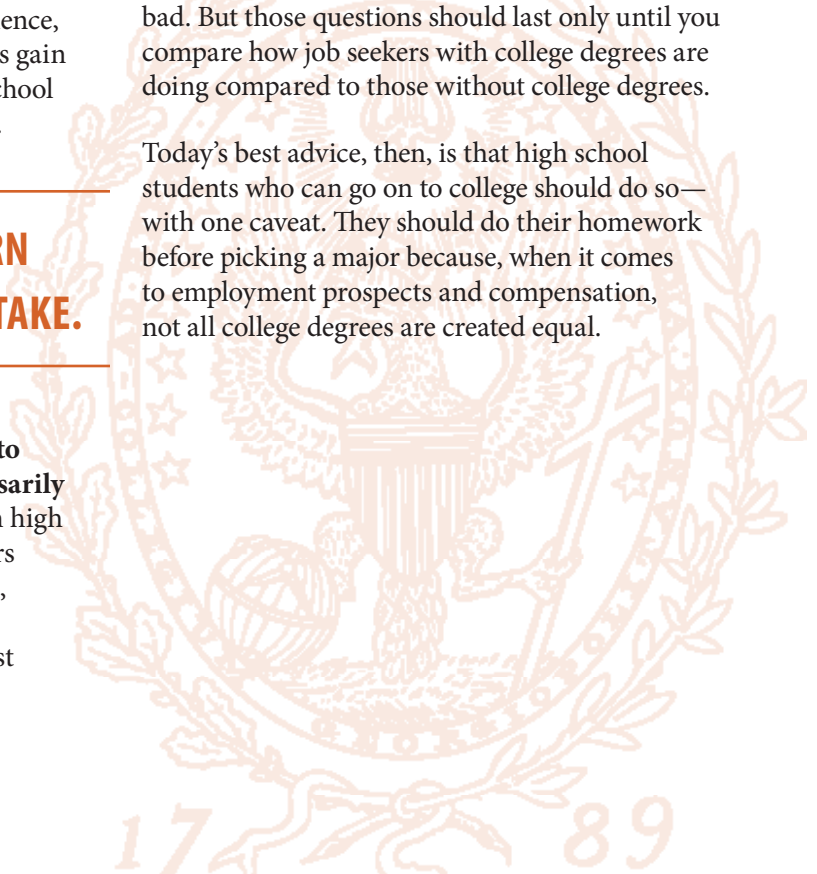 ence,
s gain
chool
.
RN
TAKE.
to
sarily
n high
rs
,
st
bad. But those questions should last only until you
compare how job seekers with college degrees are
doing compared to those without college degrees.
Today’s best advice, then, is that high school
students who can go on to college should do so—
with one caveat. They should do their homework
before picking a major because, when it comes
to employment prospects and compensation,
not all college degrees are created equal.
17 89